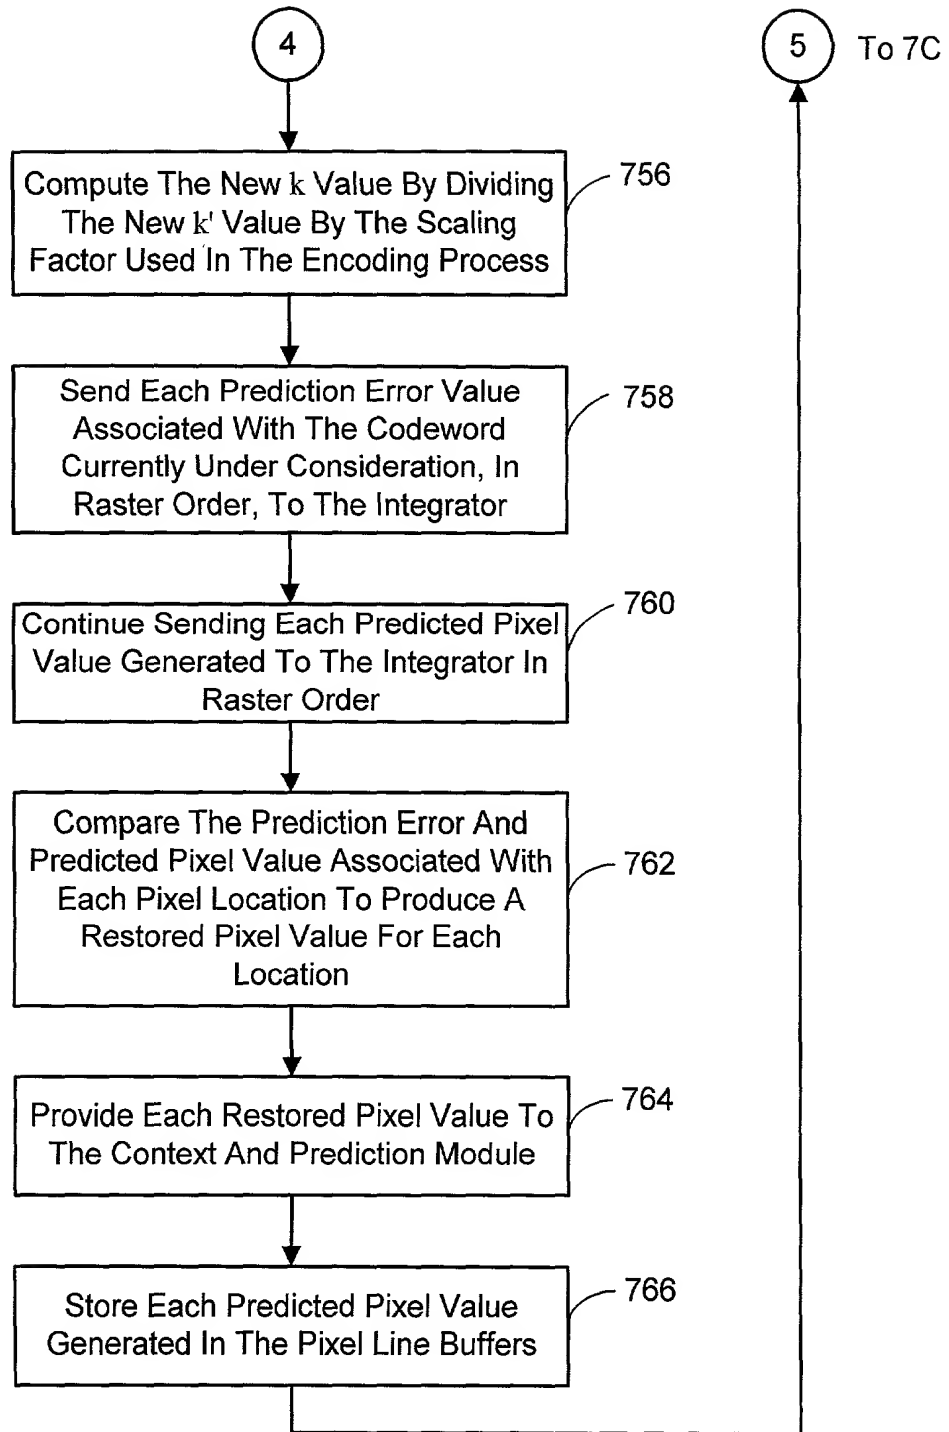 4
5 To 7C
Compute The New k Value By Dividing
The New k' Value By The Scaling
Factor Used In The Encoding Process
756
Send Each Prediction Error Value
Associated With The Codeword
Currently Under Consideration, In
Raster Order, To The Integrator
758
Continue Sending Each Predicted Pixel
Value Generated To The Integrator In
Raster Order
760
Compare The Prediction Error And
Predicted Pixel Value Associated With
Each Pixel Location To Produce A
Restored Pixel Value For Each
Location
762
Provide Each Restored Pixel Value To
The Context And Prediction Module
764
Store Each Predicted Pixel Value
Generated In The Pixel Line Buffers
766